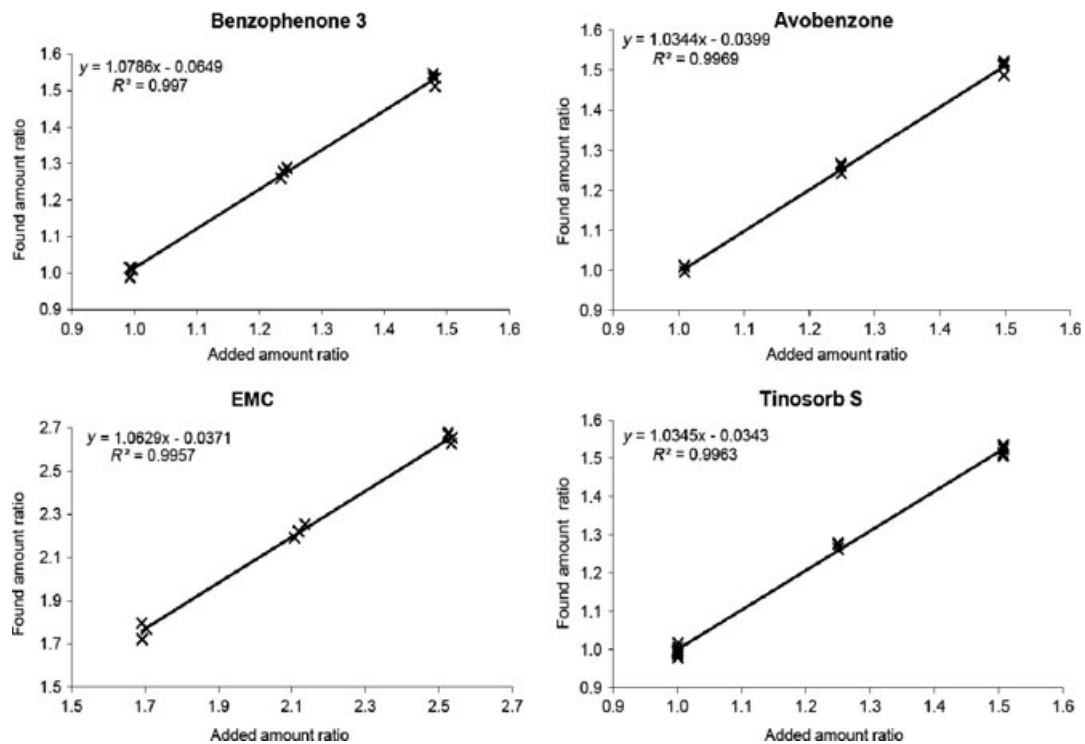 Benzophenone 3
y = 1.0786x - 0.0649
R² = 0.997
1.6
1.5
1.4
1.3
1.2
1.1
1.0
0.9
Found amount ratio
0.9 1.0 1.1 1.2 1.3 1.4 1.5 1.6
Added amount ratio
Avobenzone
y = 1.0344x - 0.0399
R² = 0.9969
1.6
1.5
1.4
1.3
1.2
1.1
1.0
0.9
Found amount ratio
0.9 1.0 1.1 1.2 1.3 1.4 1.5 1.6
Added amount ratio
EMC
y = 1.0629x - 0.0371
R² = 0.9957
2.7
2.5
2.3
2.1
1.9
1.7
1.5
Found amount ratio
1.5 1.7 1.9 2.1 2.3 2.5 2.7
Added amount ratio
Tinosorb S
y = 1.0345x - 0.0343
R² = 0.9963
1.6
1.5
1.4
1.3
1.2
1.1
1.0
0.9
Found amount ratio
0.9 1.0 1.1 1.2 1.3 1.4 1.5 1.6
Added amount ratio